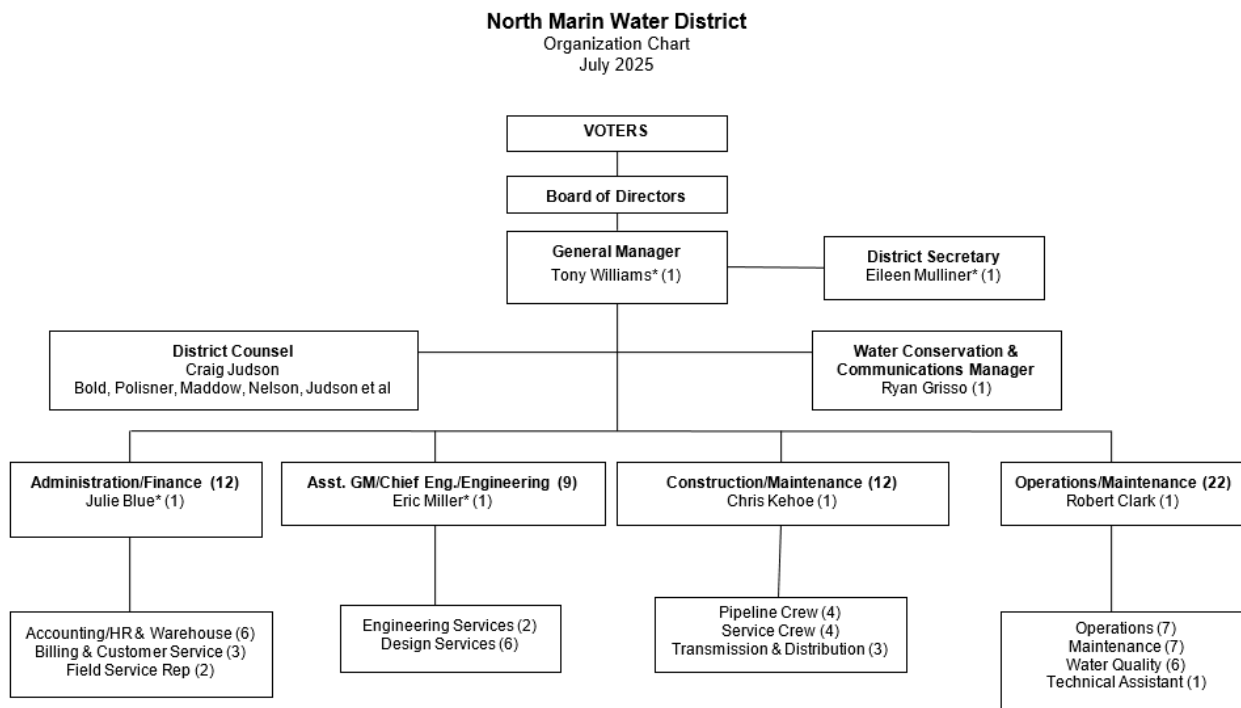 North Marin Water District
Organization Chart
July 2025
VOTERS
Board of Directors
General Manager
Tony Williams* (1)
District Secretary
Eileen Mulliner* (1)
District Counsel
Craig Judson
Bold, Polisner, Maddow, Nelson, Judson et al
Water Conservation &
Communications Manager
Ryan Grisso (1)
Administration/Finance (12)
Julie Blue* (1)
Asst. GM/Chief Eng./Engineering (9)
Eric Miller* (1)
Construction/Maintenance (12)
Chris Kehoe (1)
Operations/Maintenance (22)
Robert Clark (1)
Accounting/HR & Warehouse (6)
Billing & Customer Service (3)
Field Service Rep (2)
Engineering Services (2)
Design Services (6)
Pipeline Crew (4)
Service Crew (4)
Transmission & Distribution (3)
Operations (7)
Maintenance (7)
Water Quality (6)
Technical Assistant (1)